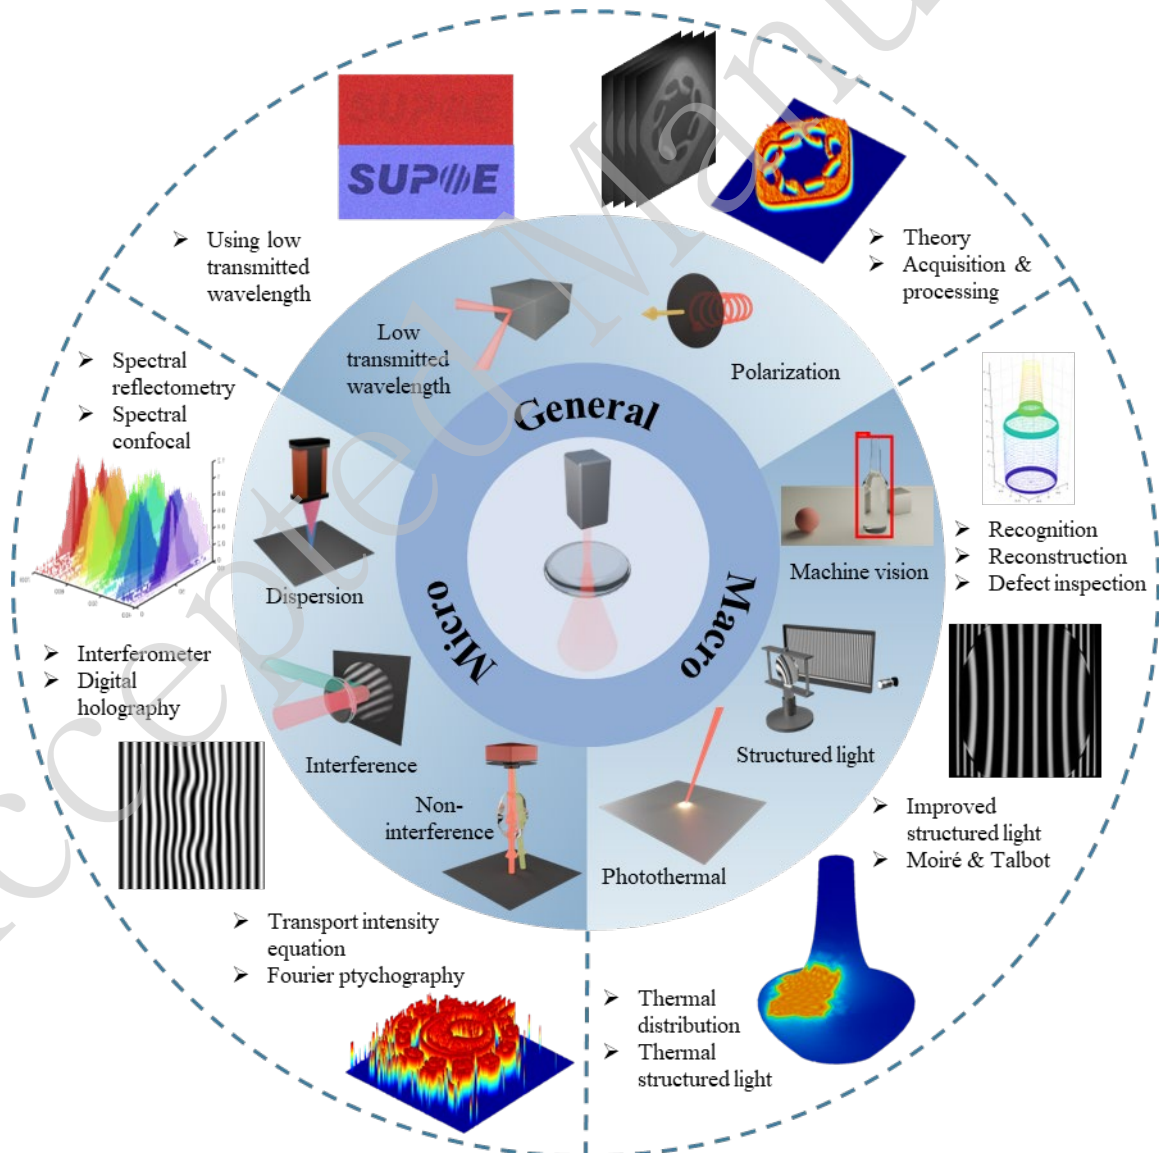 SUPOE
SUPOE
Using low
transmitted
wavelength
Theory
Acquisition &
processing
Low
transmitted
wavelength
Polarization
General
Micro
Macro
Spectral
reflectometry
Spectral
confocal
Dispersion
Machine vision
Recognition
Reconstruction
Defect inspection
Interferometer
Digital
holography
Interference
Structured light
Non-
interference
Photothermal
Improved
structured light
Moiré & Talbot
Transport intensity
equation
Fourier ptychography
Thermal
distribution
Thermal
structured light